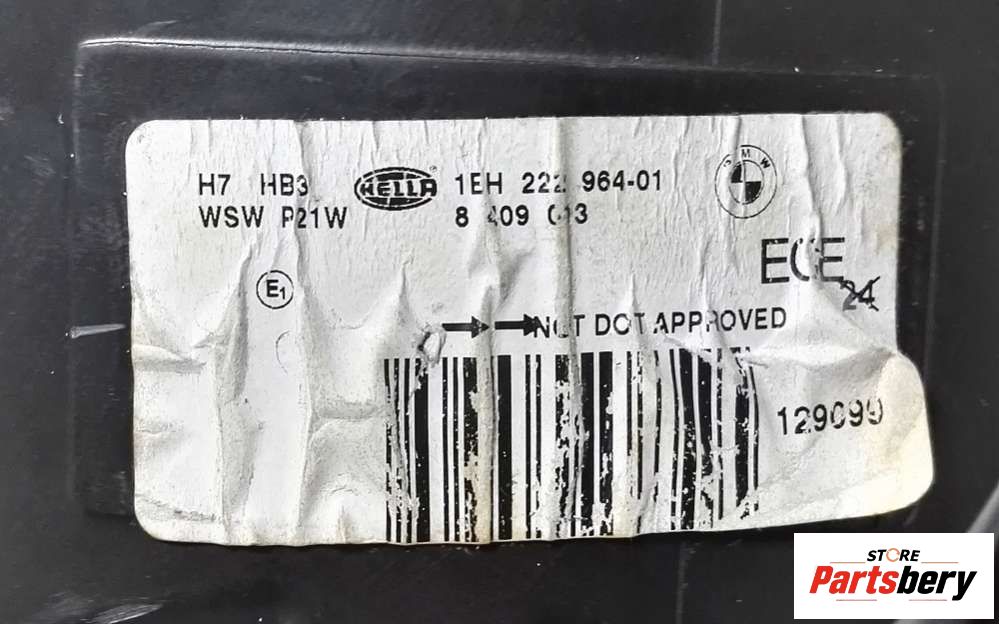 H7 HB3 HELLA ® 1EH 222 964-01 BMW
WSW P21W 8 409 013
ECE
24
E1
NOT DOT APPROVED
129099
STORE
Partsbery